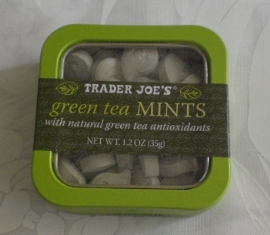 TRADER JOE'S®
green tea MINTS
with natural green tea antioxidants
NET WT. 1.2 OZ (35g)